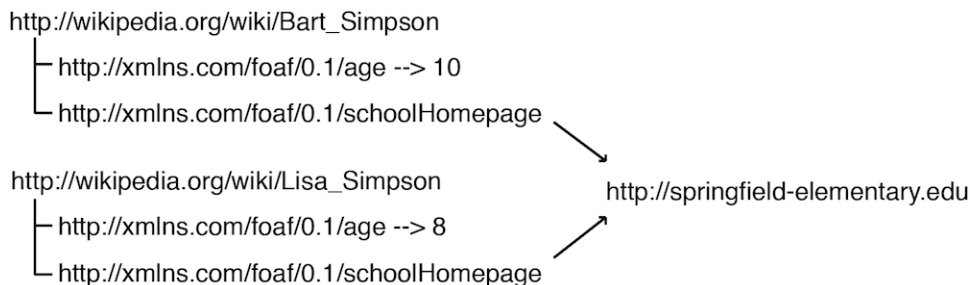 http://wikipedia.org/wiki/Bart_Simpson
http://xmlns.com/foaf/0.1/age --> 10
http://xmlns.com/foaf/0.1/schoolHomepage
http://wikipedia.org/wiki/Lisa_Simpson
http://springfield-elementary.edu
http://xmlns.com/foaf/0.1/age --> 8
http://xmlns.com/foaf/0.1/schoolHomepage